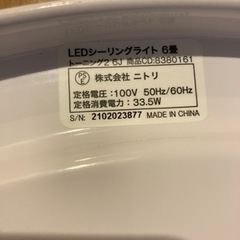 LEDシーリングライト 6畳
トーニング2 6J 商品CD:8380161
株式会社 ニトリ
定格電圧:100V 50Hz/60Hz
定格消費電力:33.5W
S/N: 2102023877 MADE IN CHINA